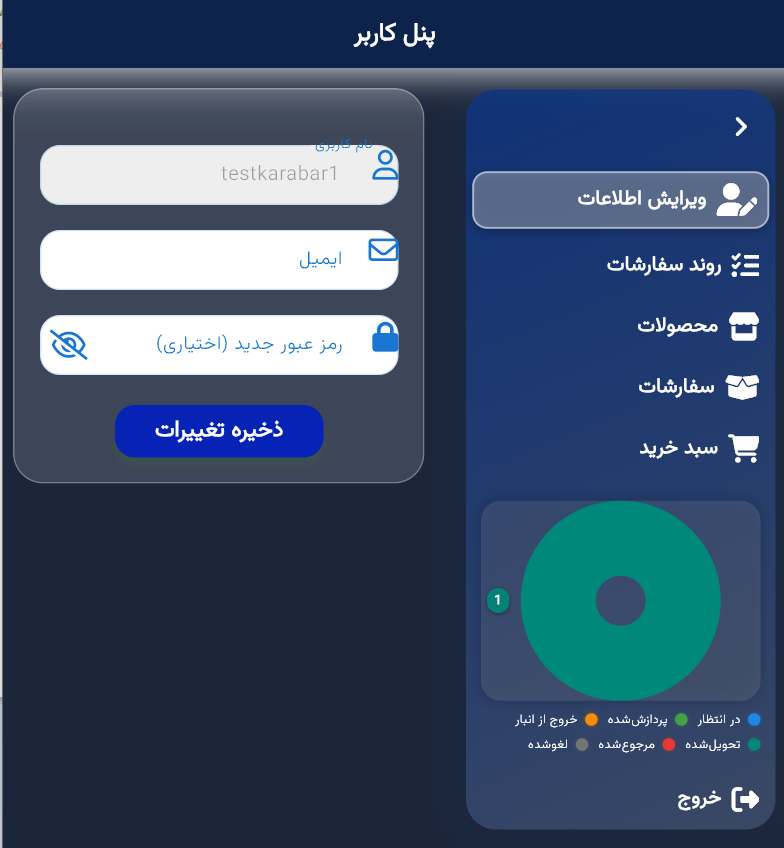 پنل کاربر
ویرایش اطلاعات
روند سفارشات
محصولات
سفارشات
سبد خرید
1
در انتظار
پردازش‌شده
خروج از انبار
تحویل‌شده
مرجوع‌شده
لغوشده
خروج
نام کاربری
testkarabar1
ایمیل
رمز عبور جدید (اختیاری)
ذخیره تغییرات